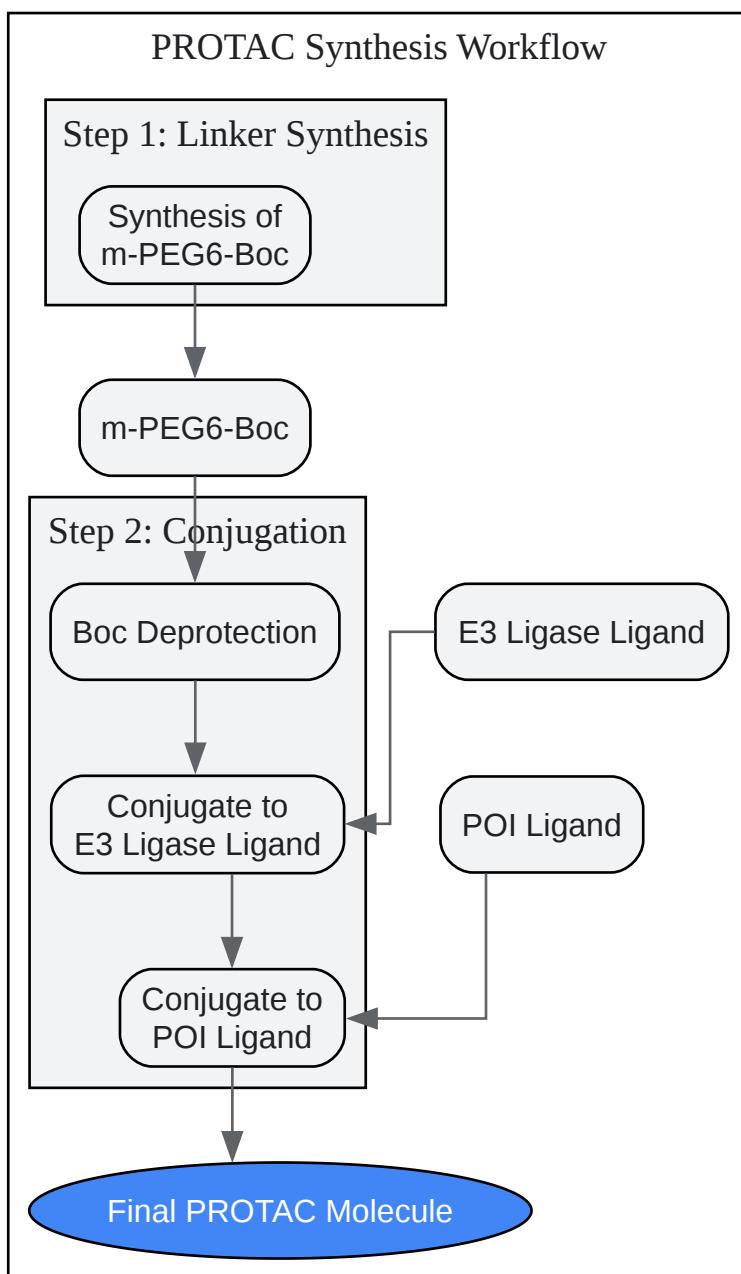 PROTAC Synthesis Workflow
Step 1: Linker Synthesis
Synthesis of
m-PEG6-Boc
m-PEG6-Boc
Step 2: Conjugation
Boc Deprotection
E3 Ligase Ligand
Conjugate to
E3 Ligase Ligand
POI Ligand
Conjugate to
POI Ligand
Final PROTAC Molecule